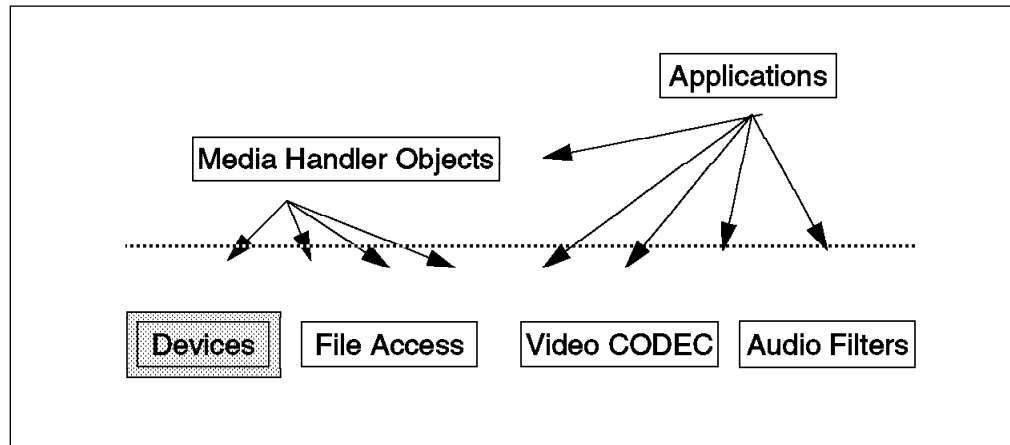 Applications
Media Handler Objects
Devices
File Access
Video CODEC
Audio Filters